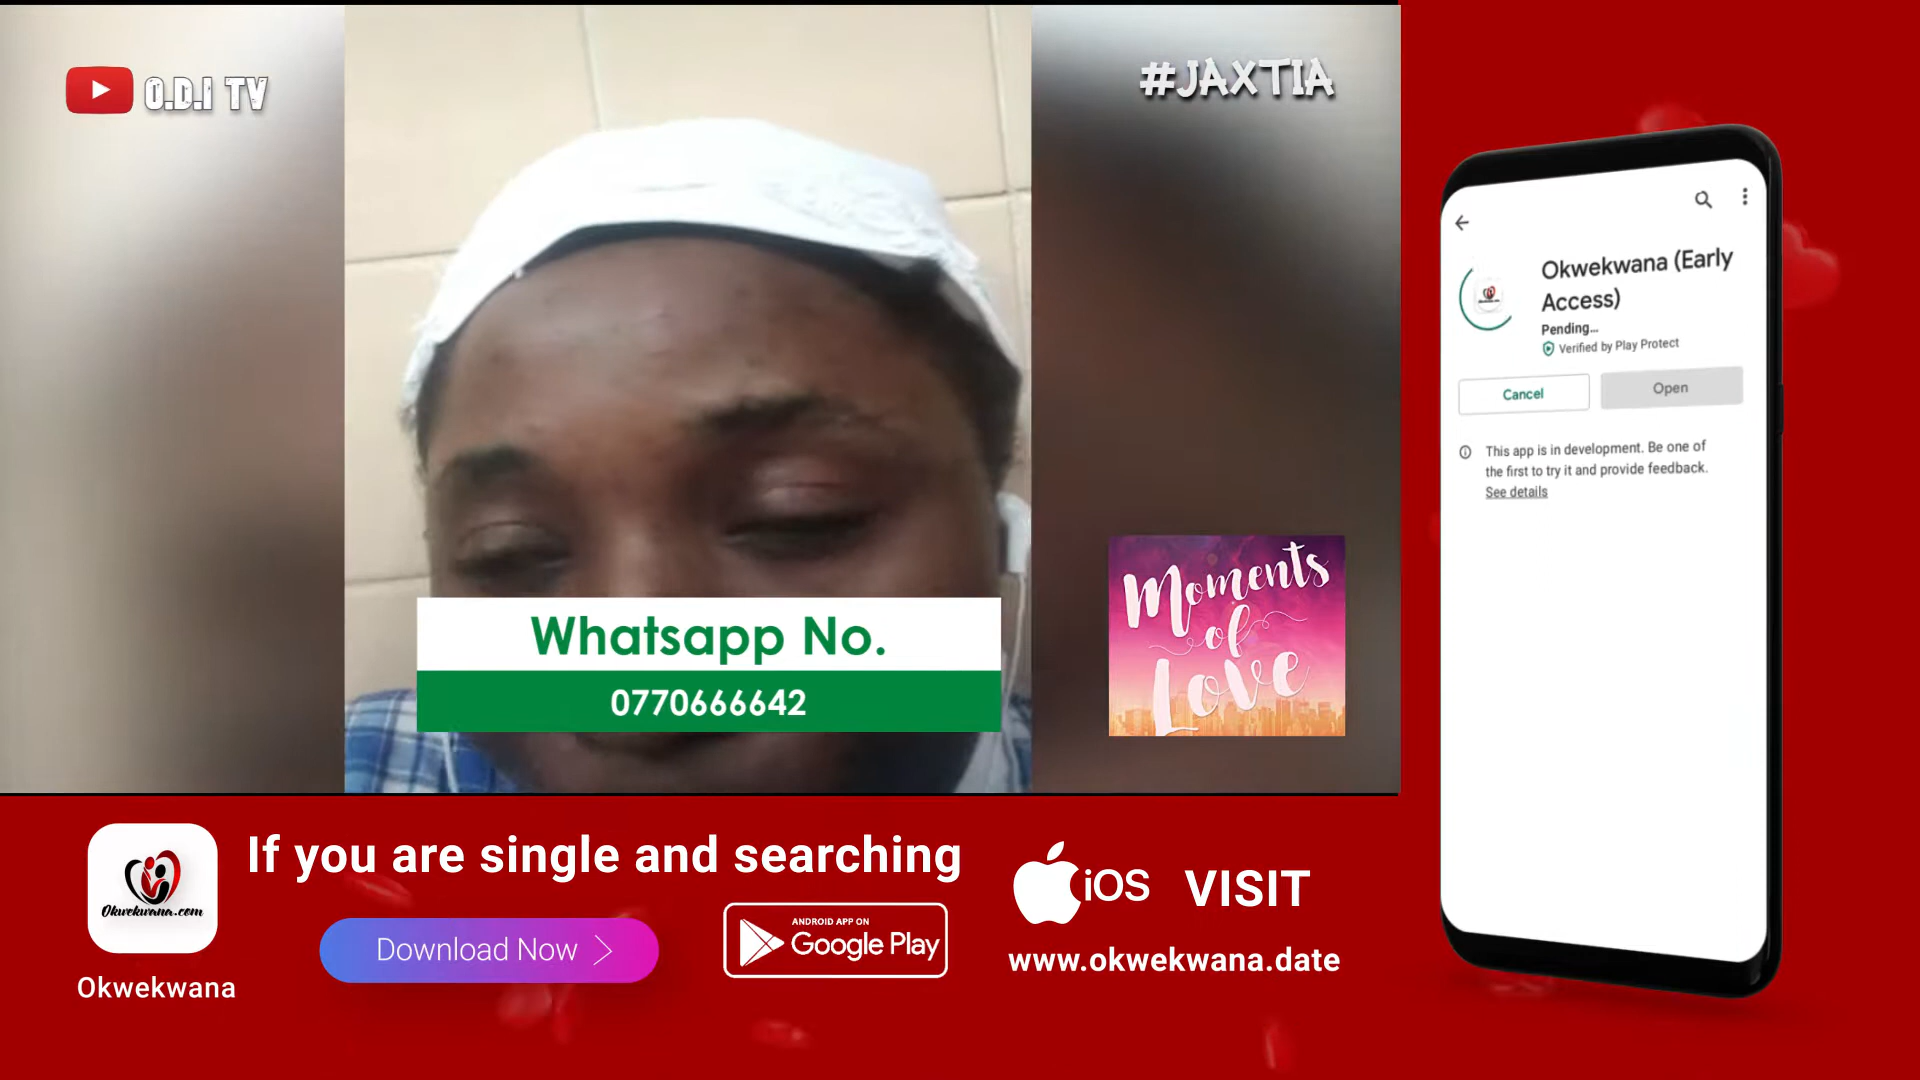 O.D.I TV
#JAXTIA
Whatsapp No.
0770666642
Moments
of
Love
Okwekwana (Early
Access)
Pending...
Verified by Play Protect
Cancel
Open
This app is in development. Be one of
the first to try it and provide feedback.
See details
Okwekwana.com
Okwekwana
If you are single and searching
Download Now
ANDROID APP ON
Google Play
iOS
VISIT
www.okwekwana.date